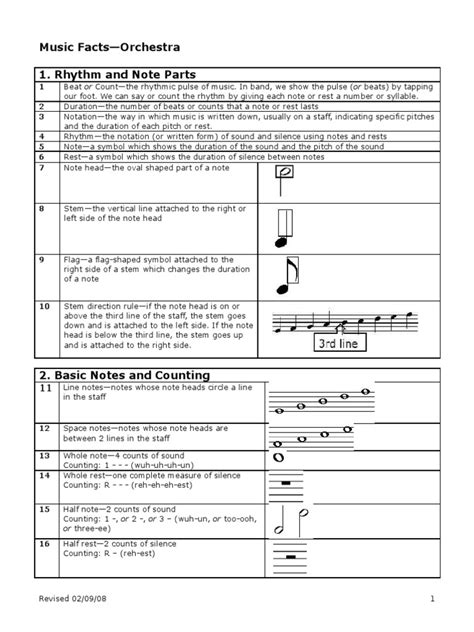 Music Facts—Orchestra
1. Rhythm and Note Parts
1 Beat or Count—the rhythmic pulse of music. In band, we show the pulse (or beats) by tapping
our foot. We can say or count the rhythm by giving each note or rest a number or syllable.
2 Duration—the number of beats or counts that a note or rest lasts
3 Notation—the way in which music is written down, usually on a staff, indicating specific pitches
and the duration of each pitch or rest.
4 Rhythm—the notation (or written form) of sound and silence using notes and rests
5 Note—a symbol which shows the duration of the sound and the pitch of the sound
6 Rest—a symbol which shows the duration of silence between notes
7 Note head—the oval shaped part of a note
8 Stem—the vertical line attached to the right or
left side of the note head
9 Flag—a flag-shaped symbol attached to the
right side of a stem which changes the duration
of a note
10 Stem direction rule—if the note head is on or
above the third line of the staff, the stem goes
down and is attached to the left side. If the note
head is below the third line, the stem goes up
and is attached to the right side.
3rd line
2. Basic Notes and Counting
11 Line notes—notes whose note heads circle a line
in the staff
12 Space notes—notes whose note heads are
between 2 lines in the staff
13 Whole note—4 counts of sound
Counting: 1 - - - (wuh-uh-uh-un)
14 Whole rest—one complete measure of silence
Counting: R - - - (reh-eh-eh-est)
15 Half note—2 counts of sound
Counting: 1 -, or 2 -, or 3 – (wuh-un, or too-ooh,
or three-ee)
16 Half rest—2 counts of silence
Counting: R – (reh-est)
Revised 02/09/08 1